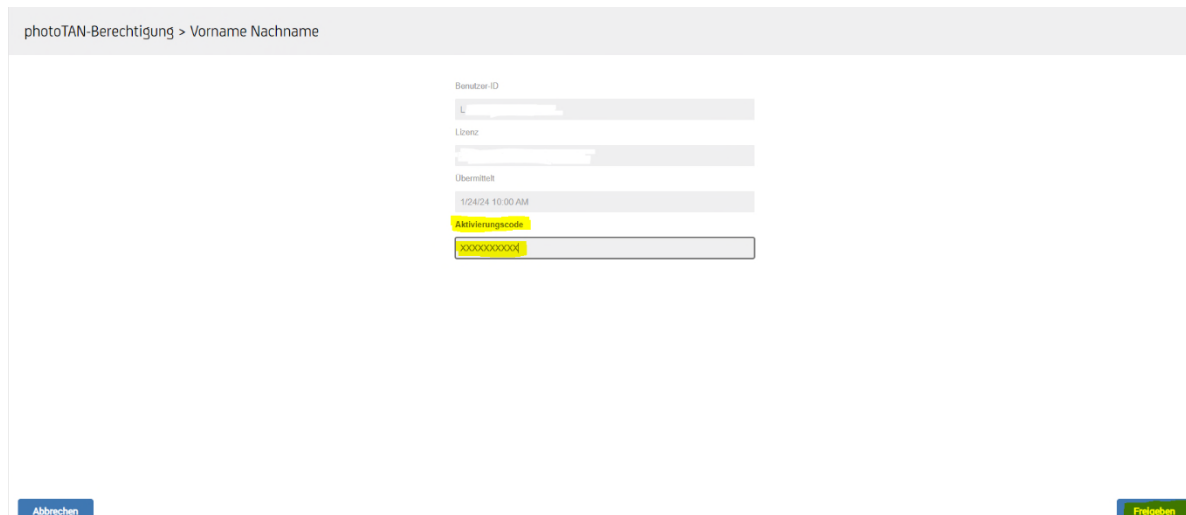 photoTAN-Berechtigung > Vorname Nachname
Benutzer-ID
L
Lizenz
Übermittelt
1/24/24 10:00 AM
Aktivierungscode
XXXXXXXXXX
Abbrechen
Freigeben